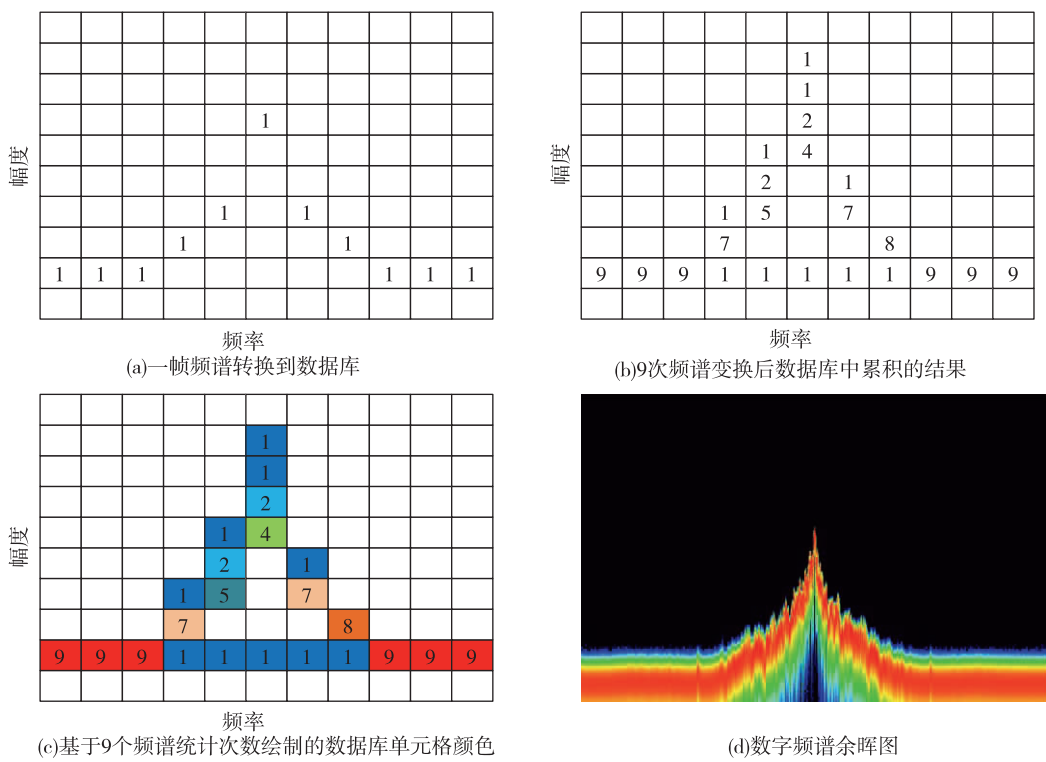 1
1
1
1
1
2
1 4
幅度
幅度
2 1
1 1
1 5 7
1 1
7 8
1 1 1 1 1 1
9 9 9 1 1 1 1 1 9 9 9
频率
频率
(a)一帧频谱转换到数据库
(b)9次频谱变换后数据库中累积的结果
1
1
2
1 4
幅度
2 1
1 5 7
7 8
9 9 9 1 1 1 1 1 9 9 9
频率
(c)基于9个频谱统计次数绘制的数据库单元格颜色
(d)数字频谱余晖图